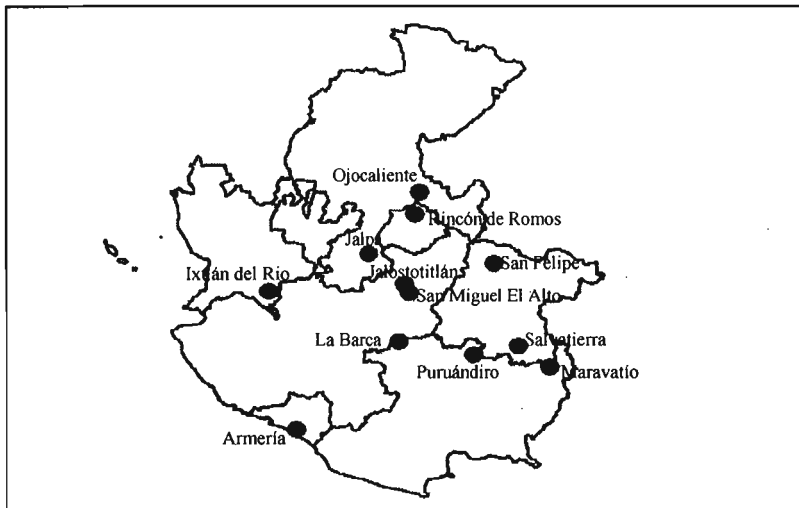 Ojocaliente
Rincón de Romos
Jalpa
San Felipe
Jalostotitlán
Ixtlán del Rio
San Miguel El Alto
La Barca
Salvatierra
Puruándiro
Maravatío
Armería